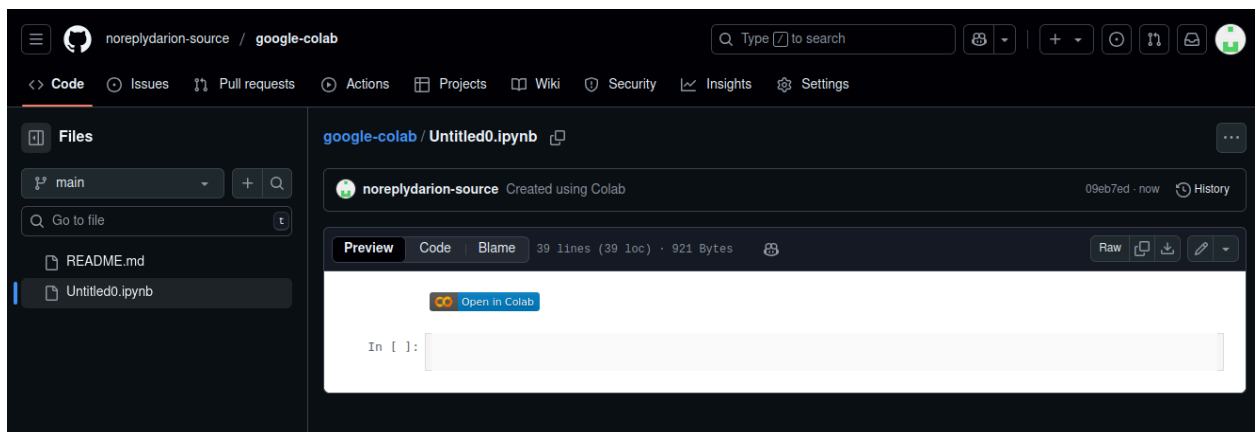 noreplydarion-source / google-colab
Type / to search
Code Issues Pull requests Actions Projects Wiki Security Insights Settings
Files
google-colab / Untitled0.ipynb
main
noreplydarion-source Created using Colab 09eb7ed · now History
Go to file t
Preview Code Blame 39 lines (39 loc) · 921 Bytes Raw
README.md
Untitled0.ipynb
Open in Colab
In [ ]: